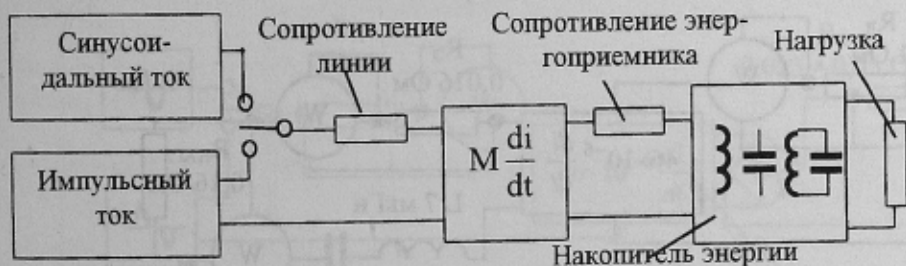 Синусои-
дальный ток
Сопротивление
линии
Сопротивление энер-
гоприемника
Нагрузка
M di/dt
Импульсный
ток
Накопитель энергии